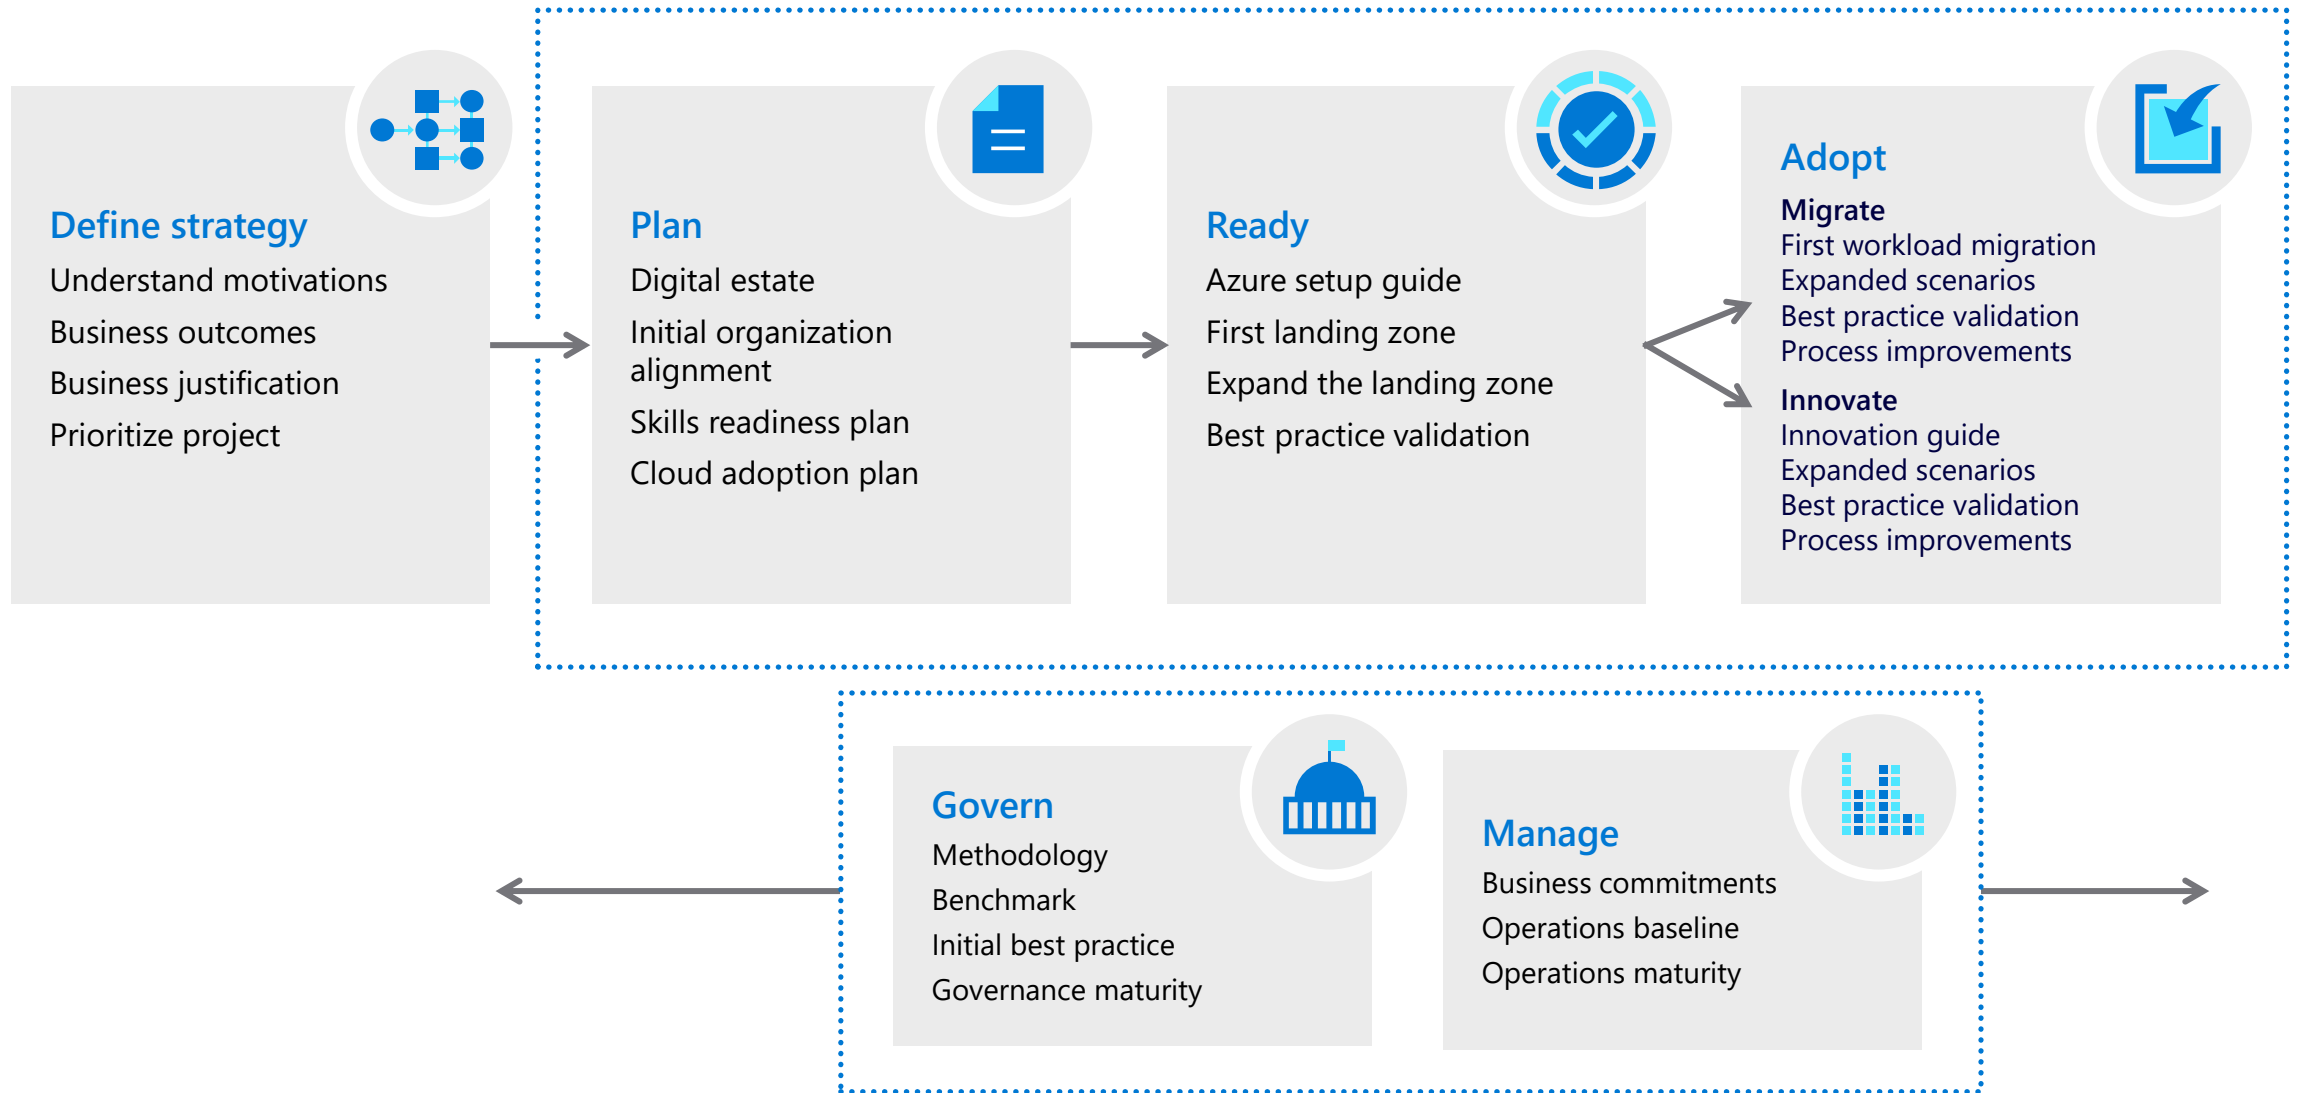 Define strategy
Understand motivations
Business outcomes
Business justification
Prioritize project
Plan
Digital estate
Initial organization
alignment
Skills readiness plan
Cloud adoption plan
Ready
Azure setup guide
First landing zone
Expand the landing zone
Best practice validation
Adopt
Migrate
First workload migration
Expanded scenarios
Best practice validation
Process improvements
Innovate
Innovation guide
Expanded scenarios
Best practice validation
Process improvements
Govern
Methodology
Benchmark
Initial best practice
Governance maturity
Manage
Business commitments
Operations baseline
Operations maturity